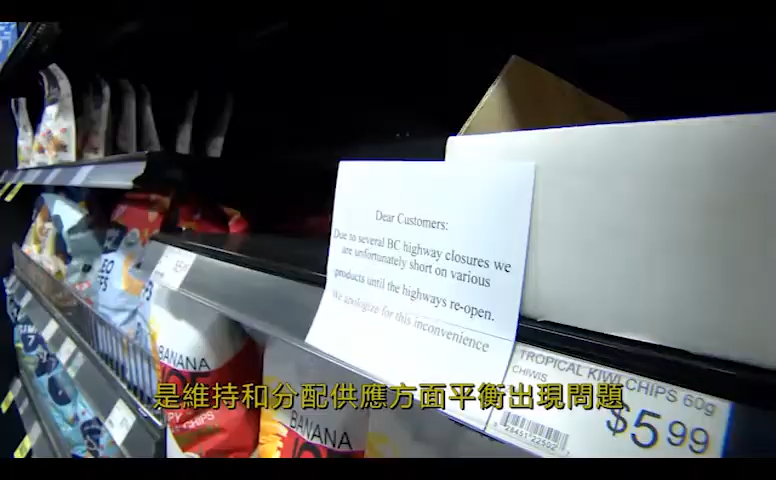 Dear Customers:
Due to several BC highway closures we
are unfortunately short on various
products until the highways re-open.
We apologize for this inconvenience
TROPICAL KIWI CHIPS 60g
CHIWIS
$5.99
BANANA
BANANA
是維持和分配供應方面平衡出現問題